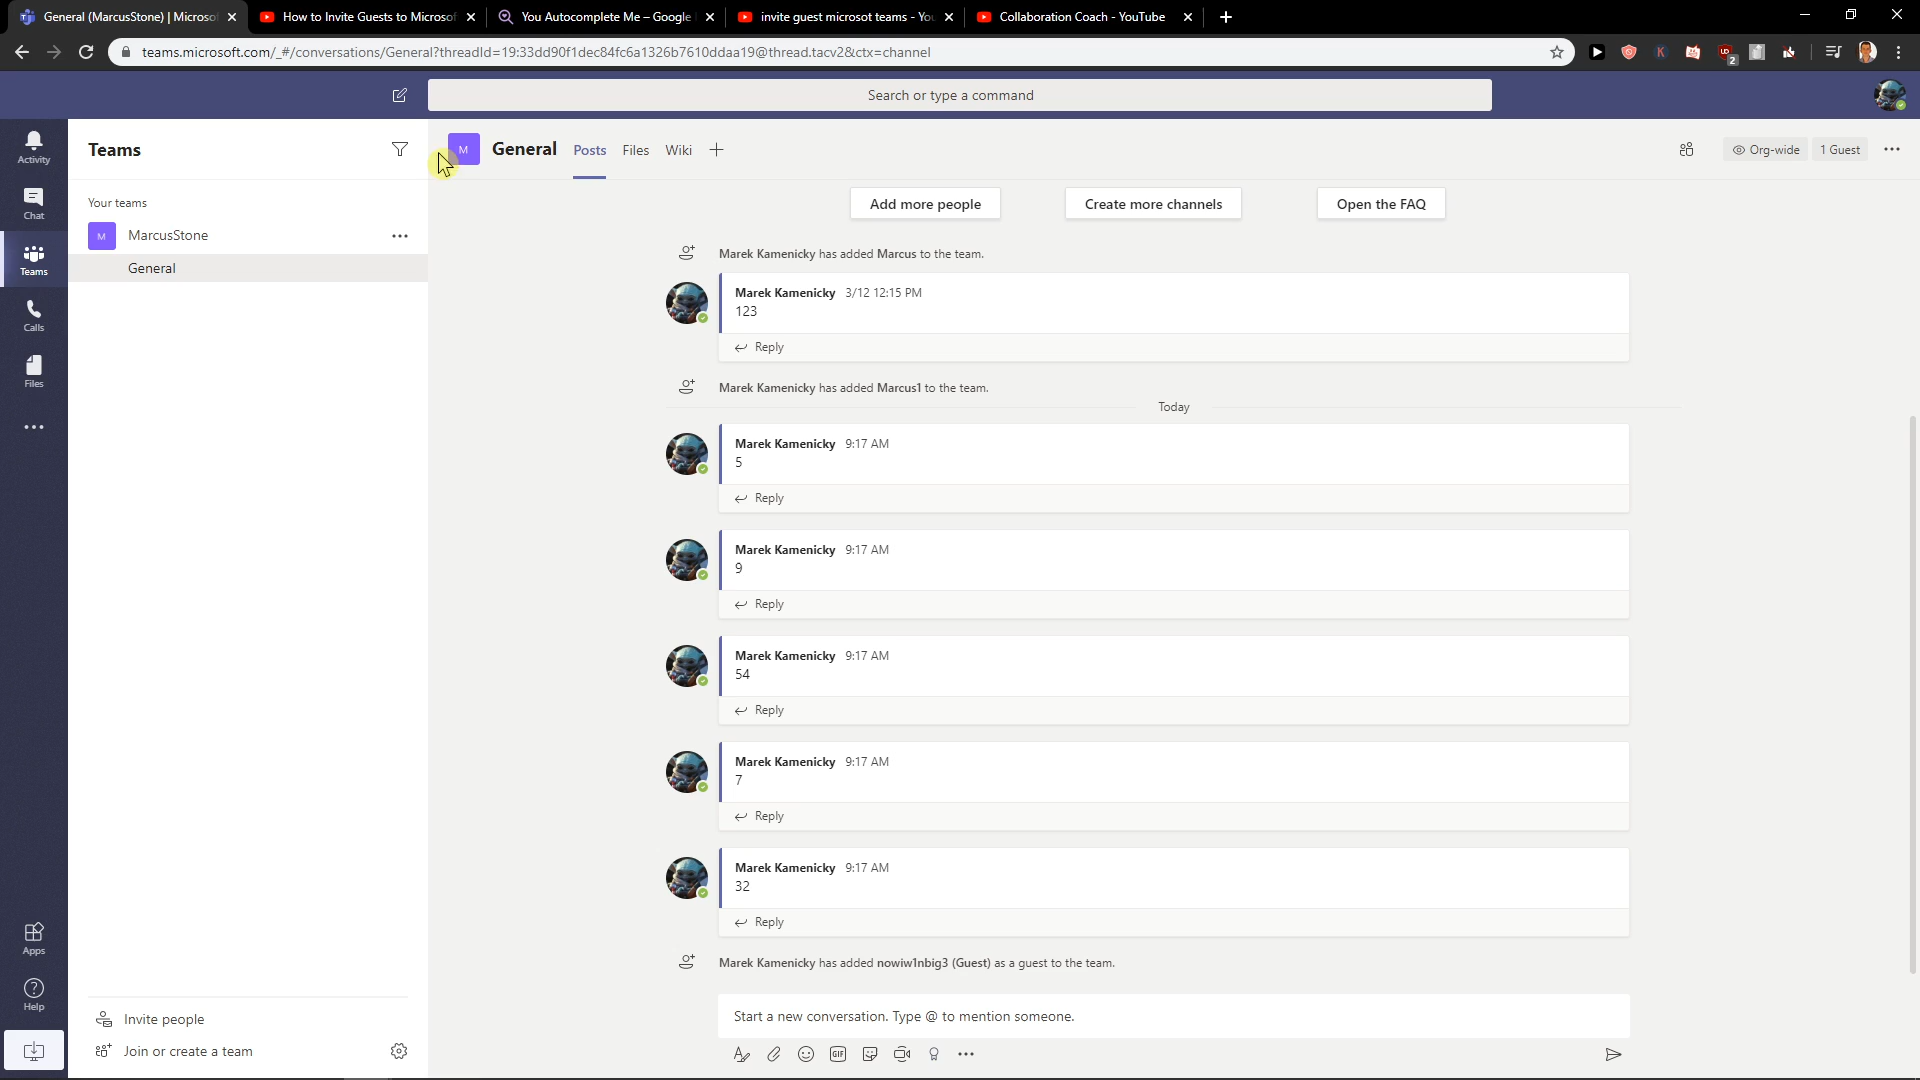 General (MarcusStone) | Microso
How to Invite Guests to Microsof
You Autocomplete Me – Google
invite guest microsot teams - You
Collaboration Coach - YouTube
teams.microsoft.com/_#/conversations/General?threadId=19:33dd90f1dec84fc6a1326b7610ddaa19@thread.tacv2&ctx=channel
2
Search or type a command
Activity
Chat
Teams
Calls
Files
Apps
Help
Teams
Your teams
M MarcusStone
General
Invite people
Join or create a team
M General Posts Files Wiki
Org-wide 1 Guest
Add more people Create more channels Open the FAQ
Marek Kamenicky has added Marcus to the team.
Marek Kamenicky 3/12 12:15 PM
123
Reply
Marek Kamenicky has added Marcus1 to the team.
Today
Marek Kamenicky 9:17 AM
5
Reply
Marek Kamenicky 9:17 AM
9
Reply
Marek Kamenicky 9:17 AM
54
Reply
Marek Kamenicky 9:17 AM
7
Reply
Marek Kamenicky 9:17 AM
32
Reply
Marek Kamenicky has added nowiw1nbig3 (Guest) as a guest to the team.
Start a new conversation. Type @ to mention someone.
GIF